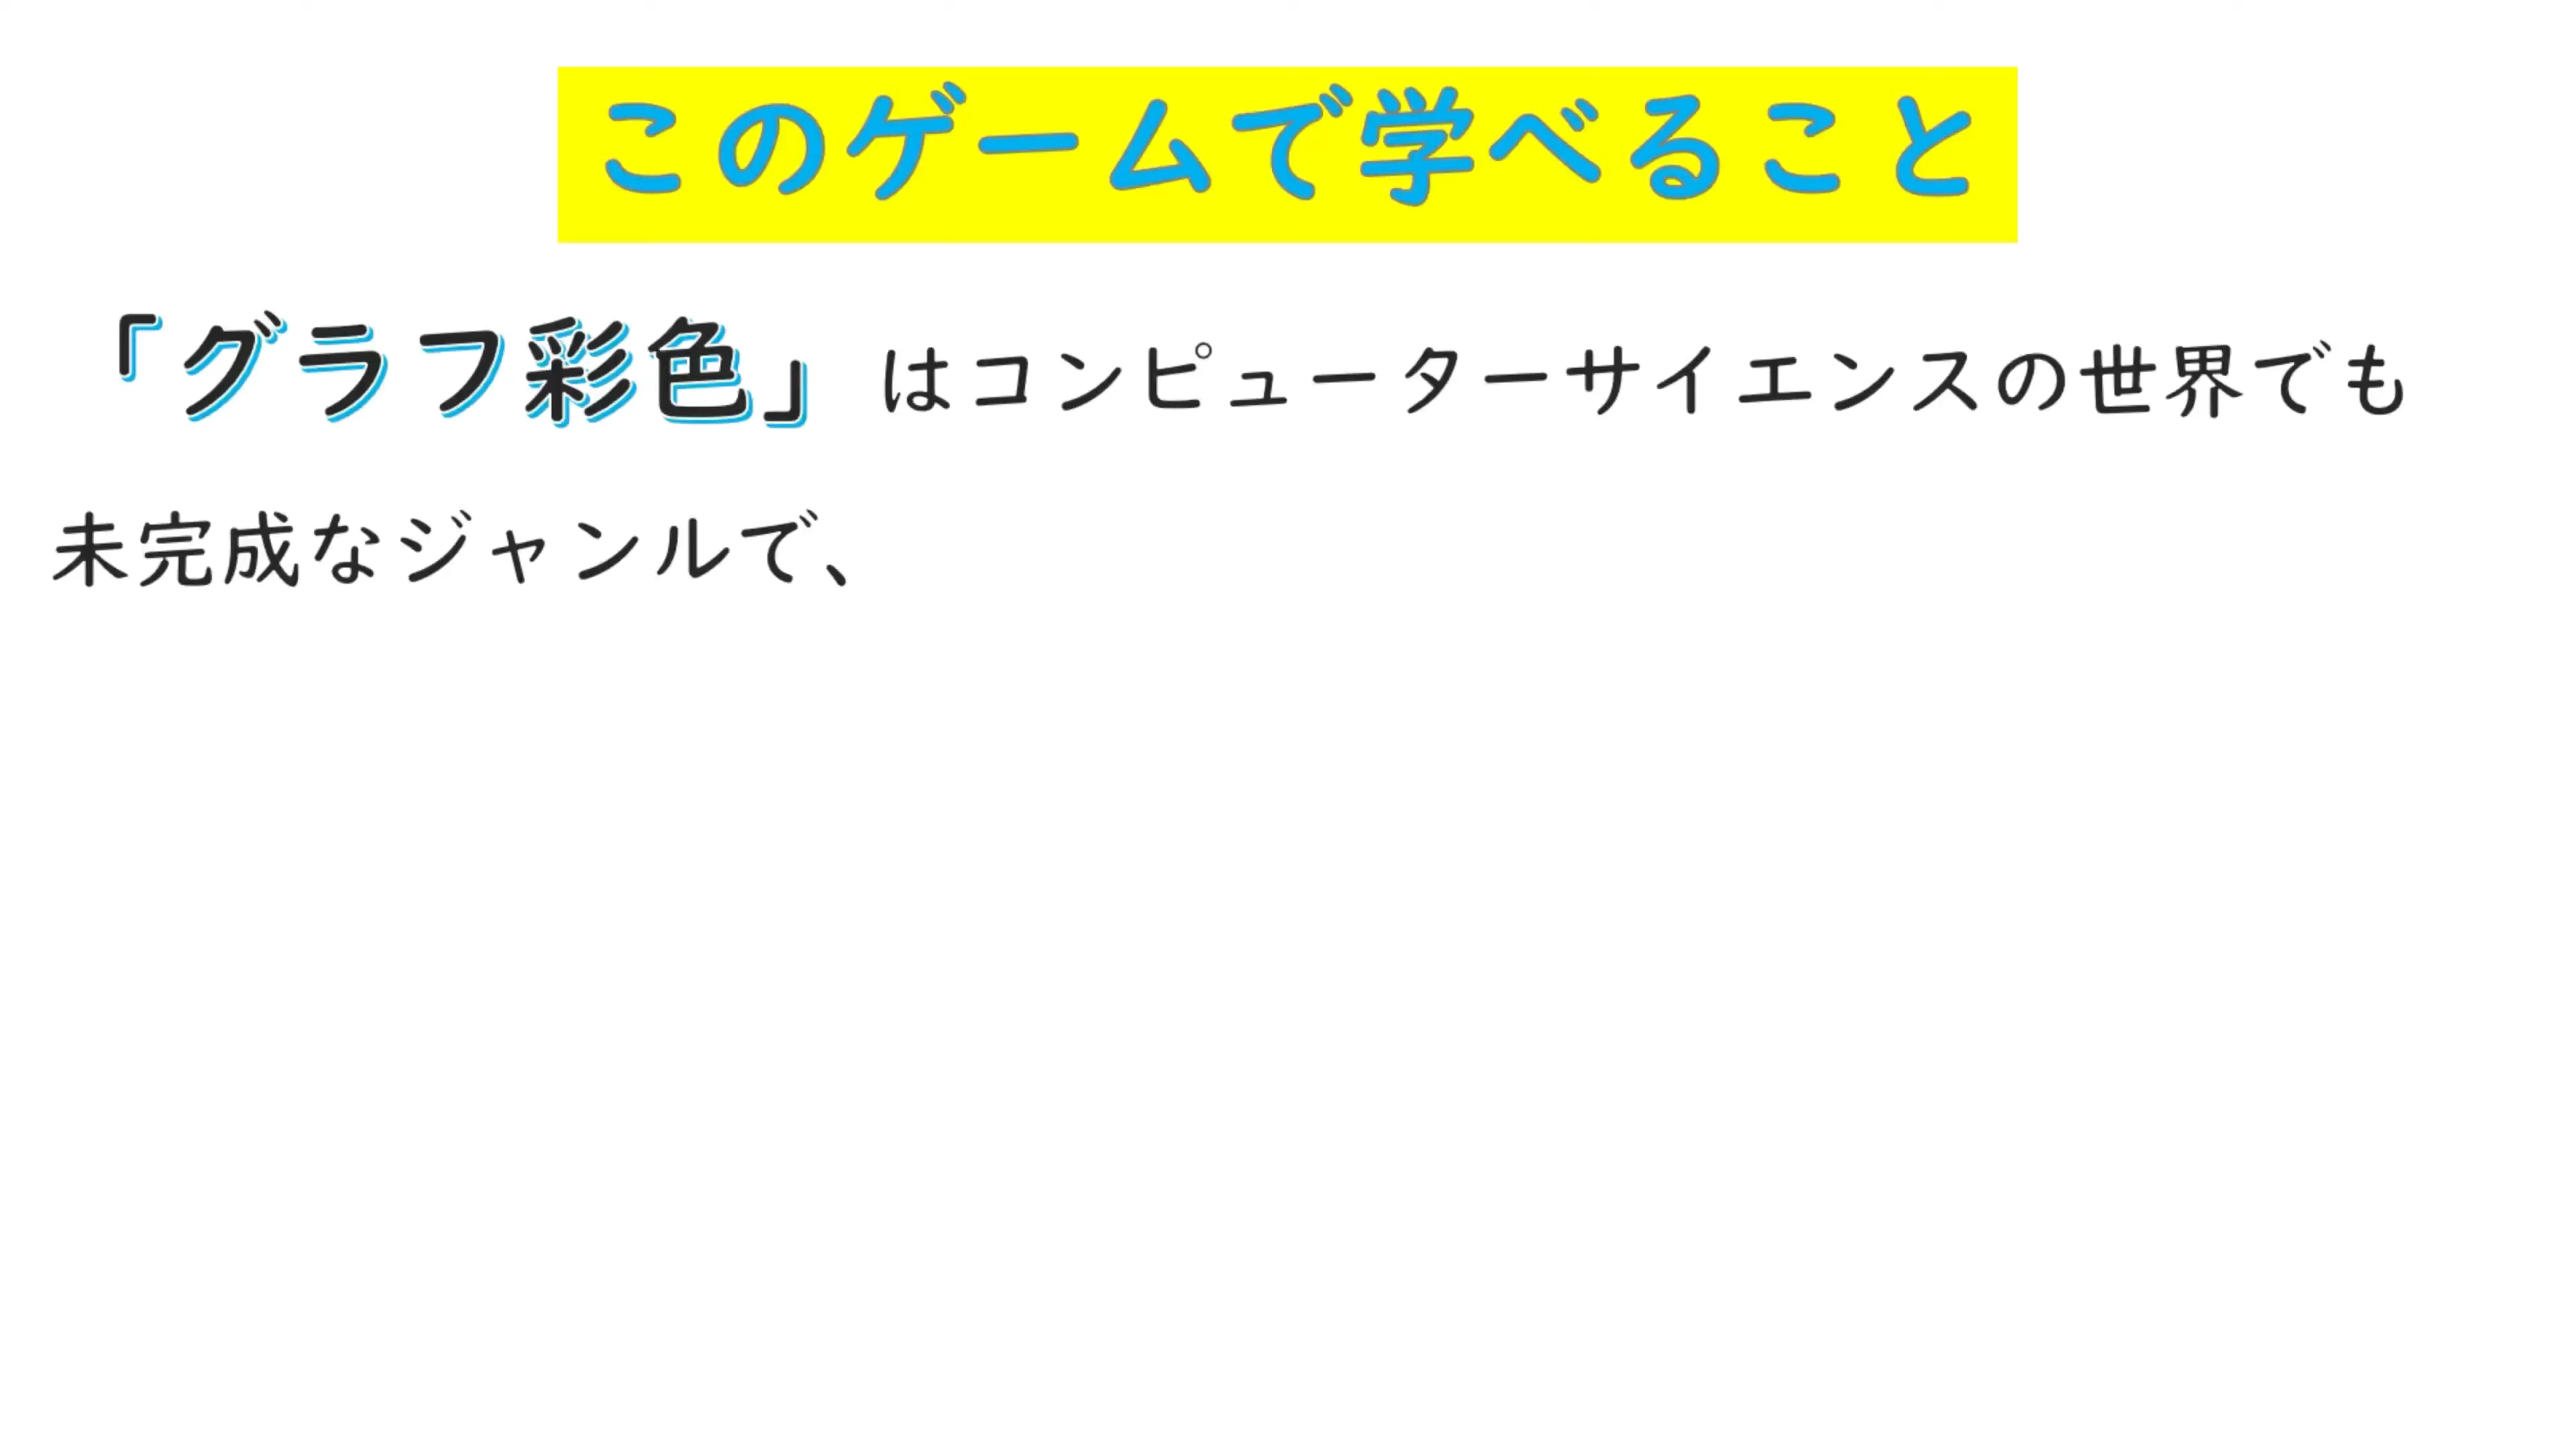 このゲームで学べること
「グラフ彩色」はコンピューターサイエンスの世界でも
未完成なジャンルで、